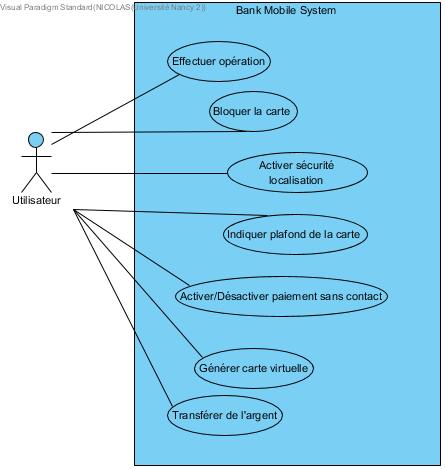 Visual Paradigm Standard(NICOLAS(Université Nancy 2))
Bank Mobile System
Effectuer opération
Bloquer la carte
Activer sécurité
localisation
Utilisateur
Indiquer plafond de la carte
Activer/Désactiver paiement sans contact
Générer carte virtuelle
Transférer de l'argent